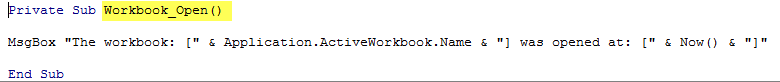 Private Sub Workbook_Open()
MsgBox "The workbook: [" & Application.ActiveWorkbook.Name & "] was opened at: [" & Now() & "]"
End Sub